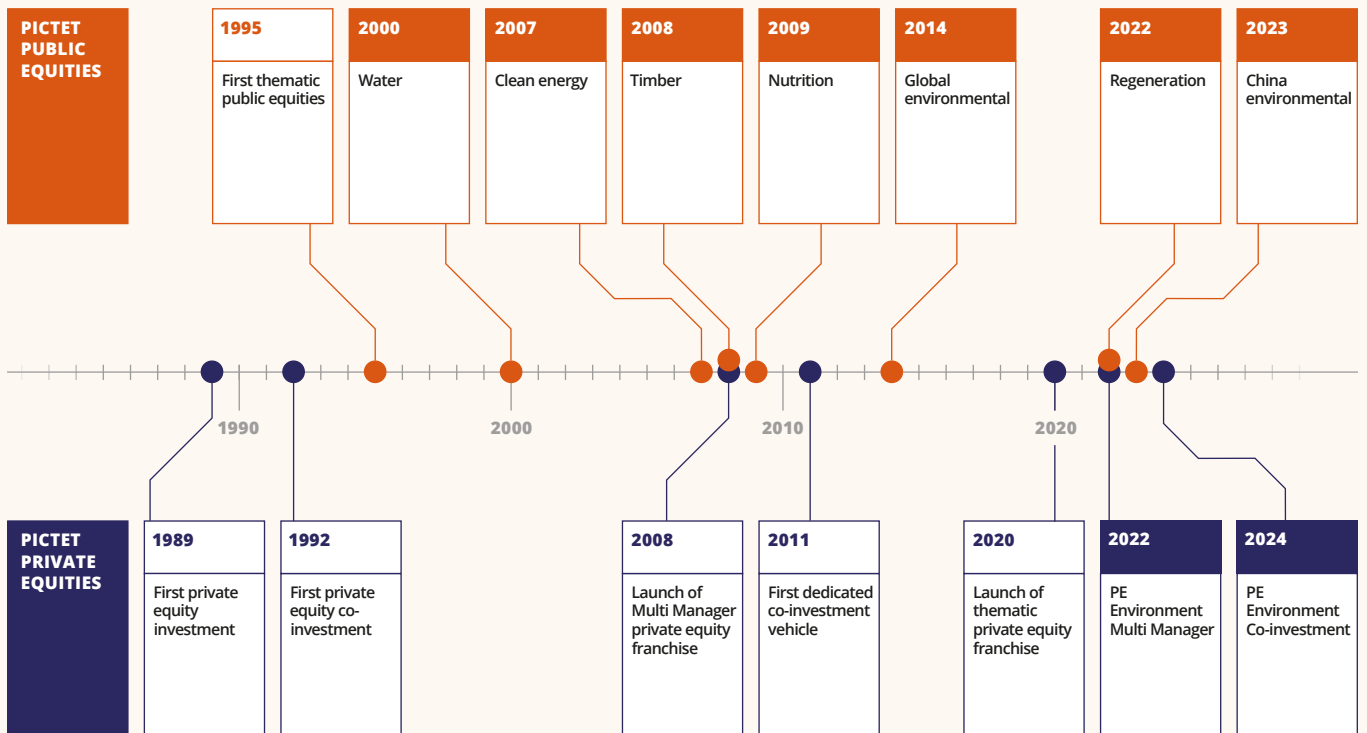 PICTET
PUBLIC
EQUITIES
1995
First thematic
public equities
2000
Water
2007
Clean energy
2008
Timber
2009
Nutrition
2014
Global
environmental
2022
Regeneration
2023
China
environmental
1990
2000
2010
2020
PICTET
PRIVATE
EQUITIES
1989
First private
equity
investment
1992
First private
equity co-
investment
2008
Launch of
Multi Manager
private equity
franchise
2011
First dedicated
co-investment
vehicle
2020
Launch of
thematic
private equity
franchise
2022
PE
Environment
Multi Manager
2024
PE
Environment
Co-investment